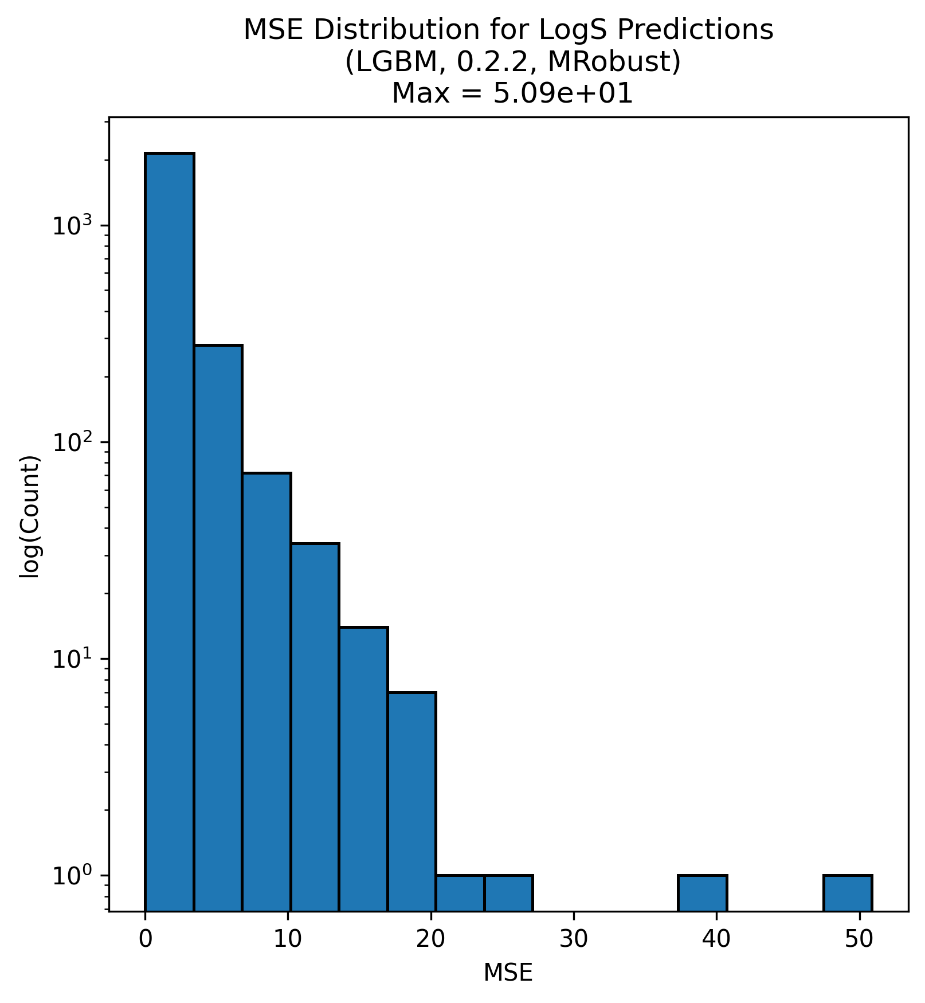 MSE Distribution for LogS Predictions
(LGBM, 0.2.2, MRobust)
Max = 5.09e+01
log(Count)
10³
10²
10¹
10⁰
0 10 20 30 40 50
MSE